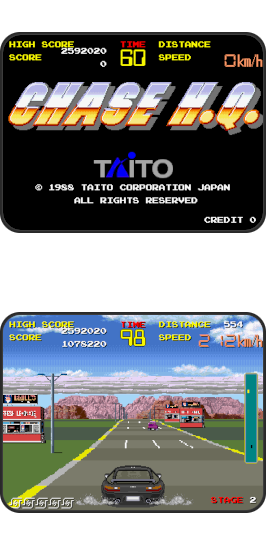 HIGH SCORE TIME DISTANCE
2592020
SCORE 0 60 SPEED 0km/h
CHASE H.Q.
TAITO
© 1988 TAITO CORPORATION JAPAN
ALL RIGHTS RESERVED
CREDIT 0
HIGH SCORE TIME DISTANCE 554
2592020
SCORE 1078220 98 SPEED 212km/h
STAGE 2